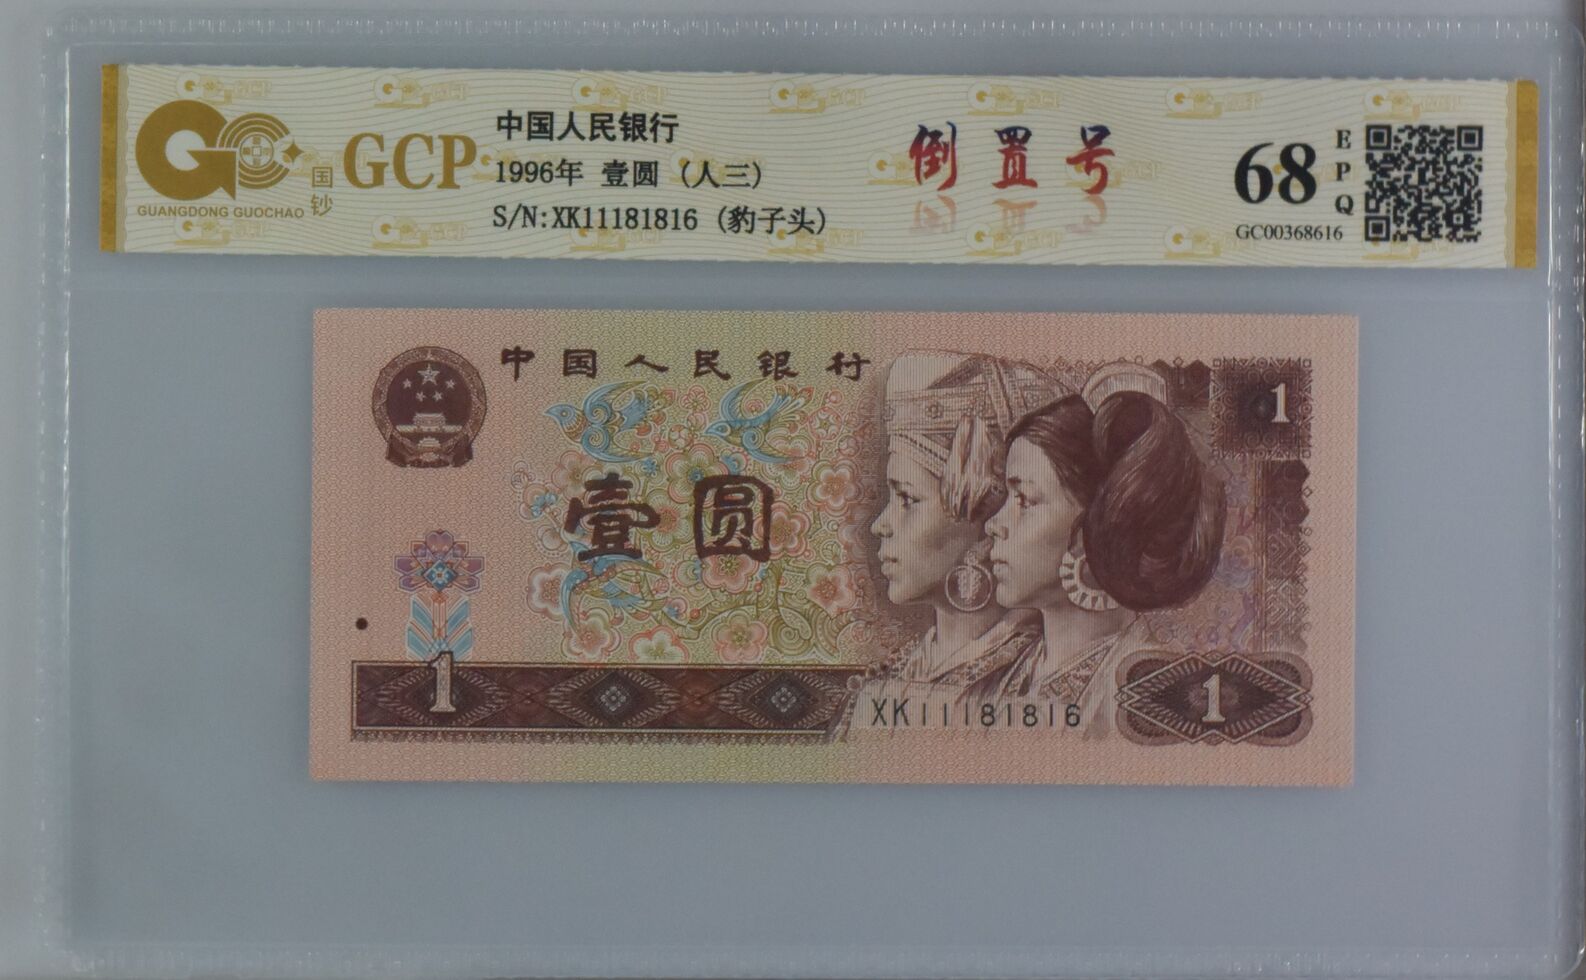 GUANGDONG GUOCHAO
国钞
GCP
中国人民银行
1996年 壹圆 (人三)
S/N:XK11181816 (豹子头)
倒置号
68
EPQ
GC00368616
中国人民银行
壹圆
1
1
XK11181816
1